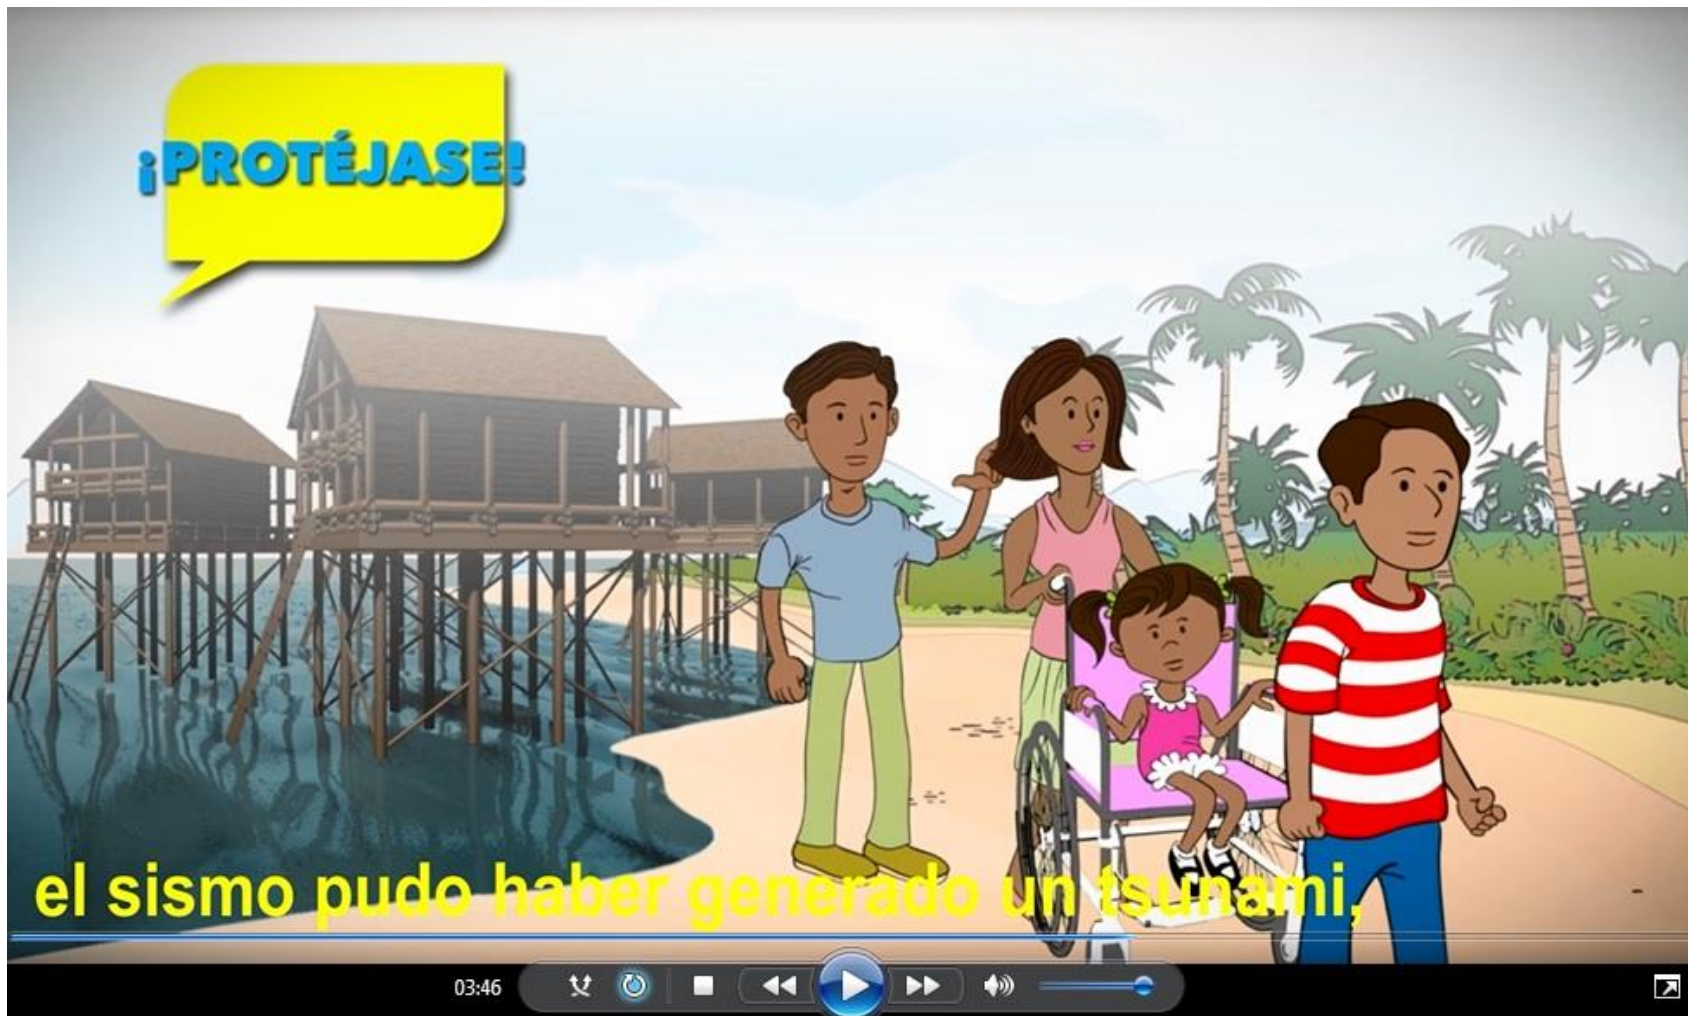 ¡PROTÉJASE!
el sismo pudo haber generado un tsunami,
03:46